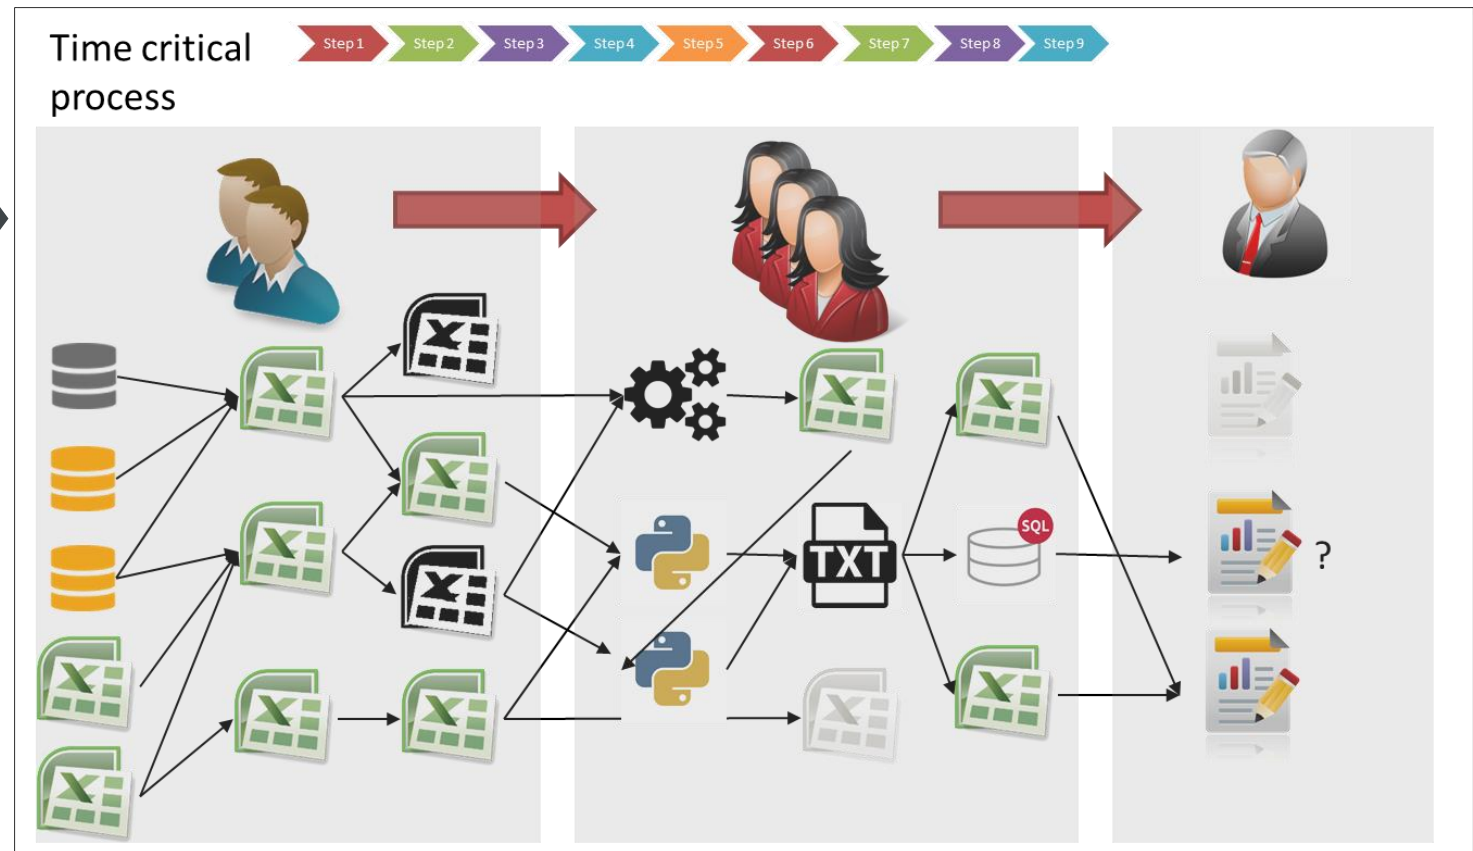 Time critical
process
Step 1
Step 2
Step 3
Step 4
Step 5
Step 6
Step 7
Step 8
Step 9
X
X
X
X
SQL
X
TXT
?
X
X
X
X
X
X
X
X